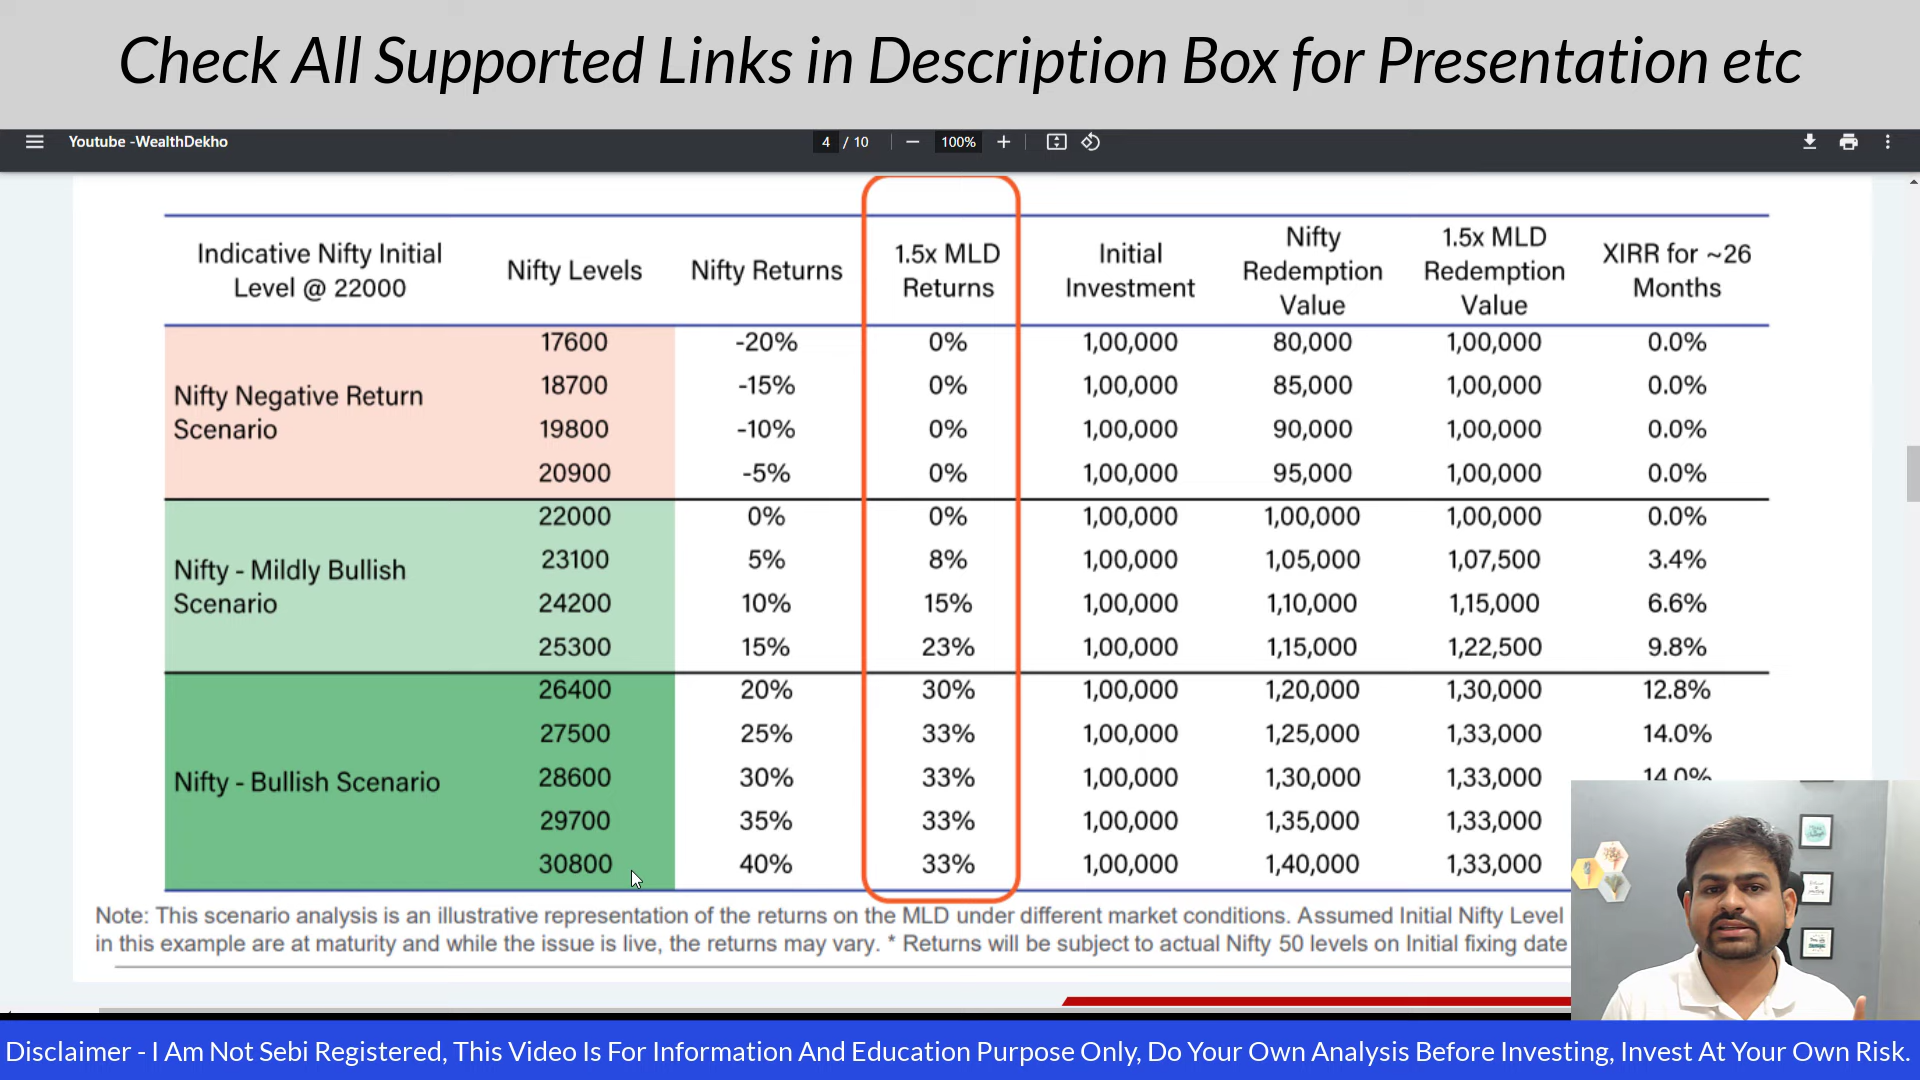 Check All Supported Links in Description Box for Presentation etc
Youtube -WealthDekho
4 / 10
100%
Indicative Nifty Initial Level @ 22000 Nifty Levels Nifty Returns 1.5x MLD Returns Initial Investment Nifty Redemption Value 1.5x MLD Redemption Value XIRR for ~26 Months
Nifty Negative Return Scenario
17600 -20% 0% 1,00,000 80,000 1,00,000 0.0%
18700 -15% 0% 1,00,000 85,000 1,00,000 0.0%
19800 -10% 0% 1,00,000 90,000 1,00,000 0.0%
20900 -5% 0% 1,00,000 95,000 1,00,000 0.0%
Nifty - Mildly Bullish Scenario
22000 0% 0% 1,00,000 1,00,000 1,00,000 0.0%
23100 5% 8% 1,00,000 1,05,000 1,07,500 3.4%
24200 10% 15% 1,00,000 1,10,000 1,15,000 6.6%
25300 15% 23% 1,00,000 1,15,000 1,22,500 9.8%
Nifty - Bullish Scenario
26400 20% 30% 1,00,000 1,20,000 1,30,000 12.8%
27500 25% 33% 1,00,000 1,25,000 1,33,000 14.0%
28600 30% 33% 1,00,000 1,30,000 1,33,000 14.0%
29700 35% 33% 1,00,000 1,35,000 1,33,000
30800 40% 33% 1,00,000 1,40,000 1,33,000
Note: This scenario analysis is an illustrative representation of the returns on the MLD under different market conditions. Assumed Initial Nifty Level
in this example are at maturity and while the issue is live, the returns may vary. * Returns will be subject to actual Nifty 50 levels on Initial fixing date
Disclaimer - I Am Not Sebi Registered, This Video Is For Information And Education Purpose Only, Do Your Own Analysis Before Investing, Invest At Your Own Risk.